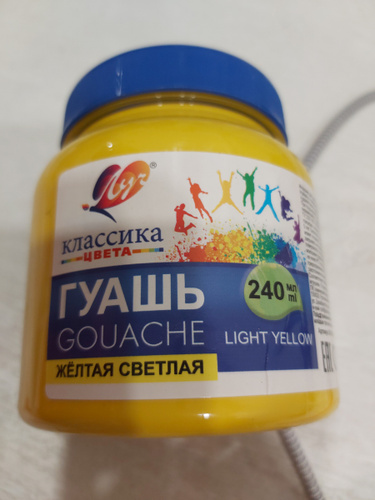 Луч®
КЛАССИКА
ЦВЕТА
ГУАШЬ
GOUACHE
ЖЁЛТАЯ СВЕТЛАЯ
240 мл ml
LIGHT YELLOW